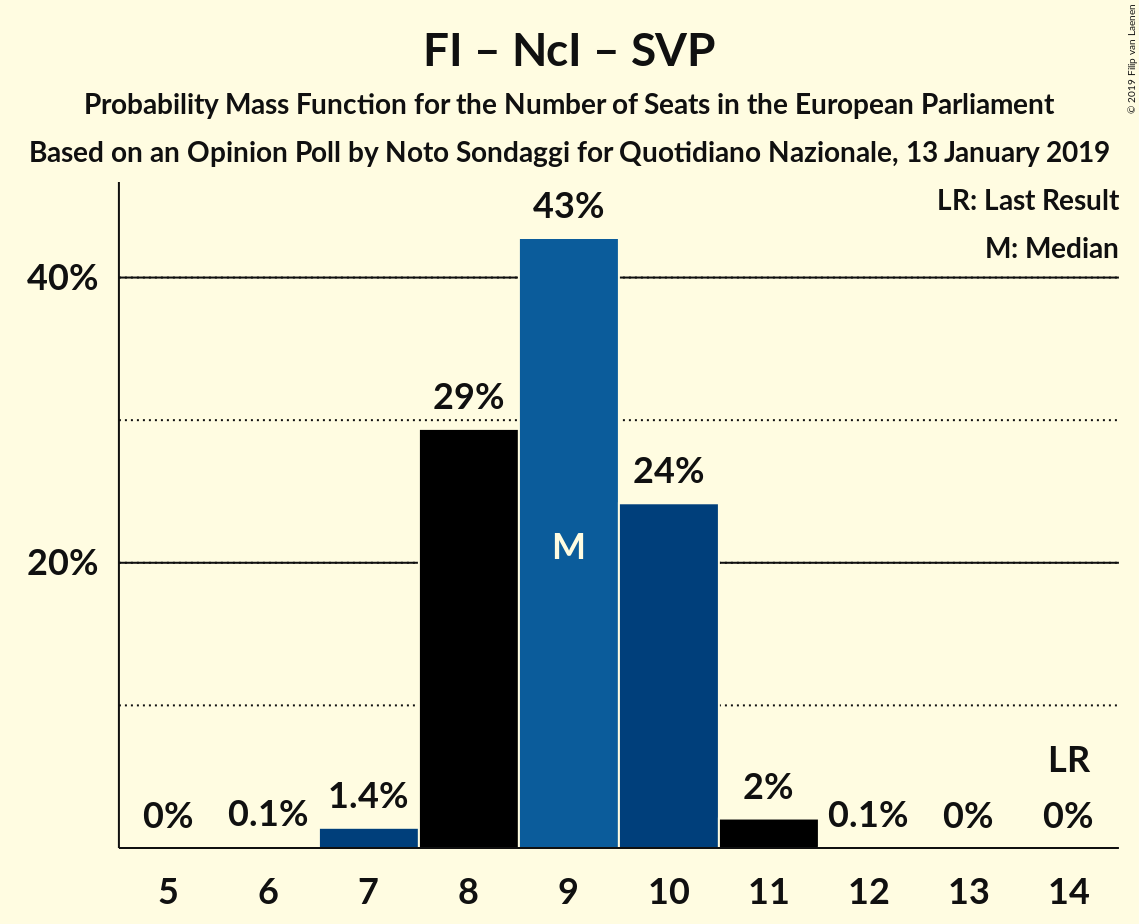 FI – NcI – SVP
Probability Mass Function for the Number of Seats in the European Parliament
Based on an Opinion Poll by Noto Sondaggi for Quotidiano Nazionale, 13 January 2019
© 2019 Filip van Laenen
LR: Last Result
M: Median
40%
20%
0%
0.1%
1.4%
29%
43%
24%
2%
0.1%
0%
0%
M
LR
5 6 7 8 9 10 11 12 13 14